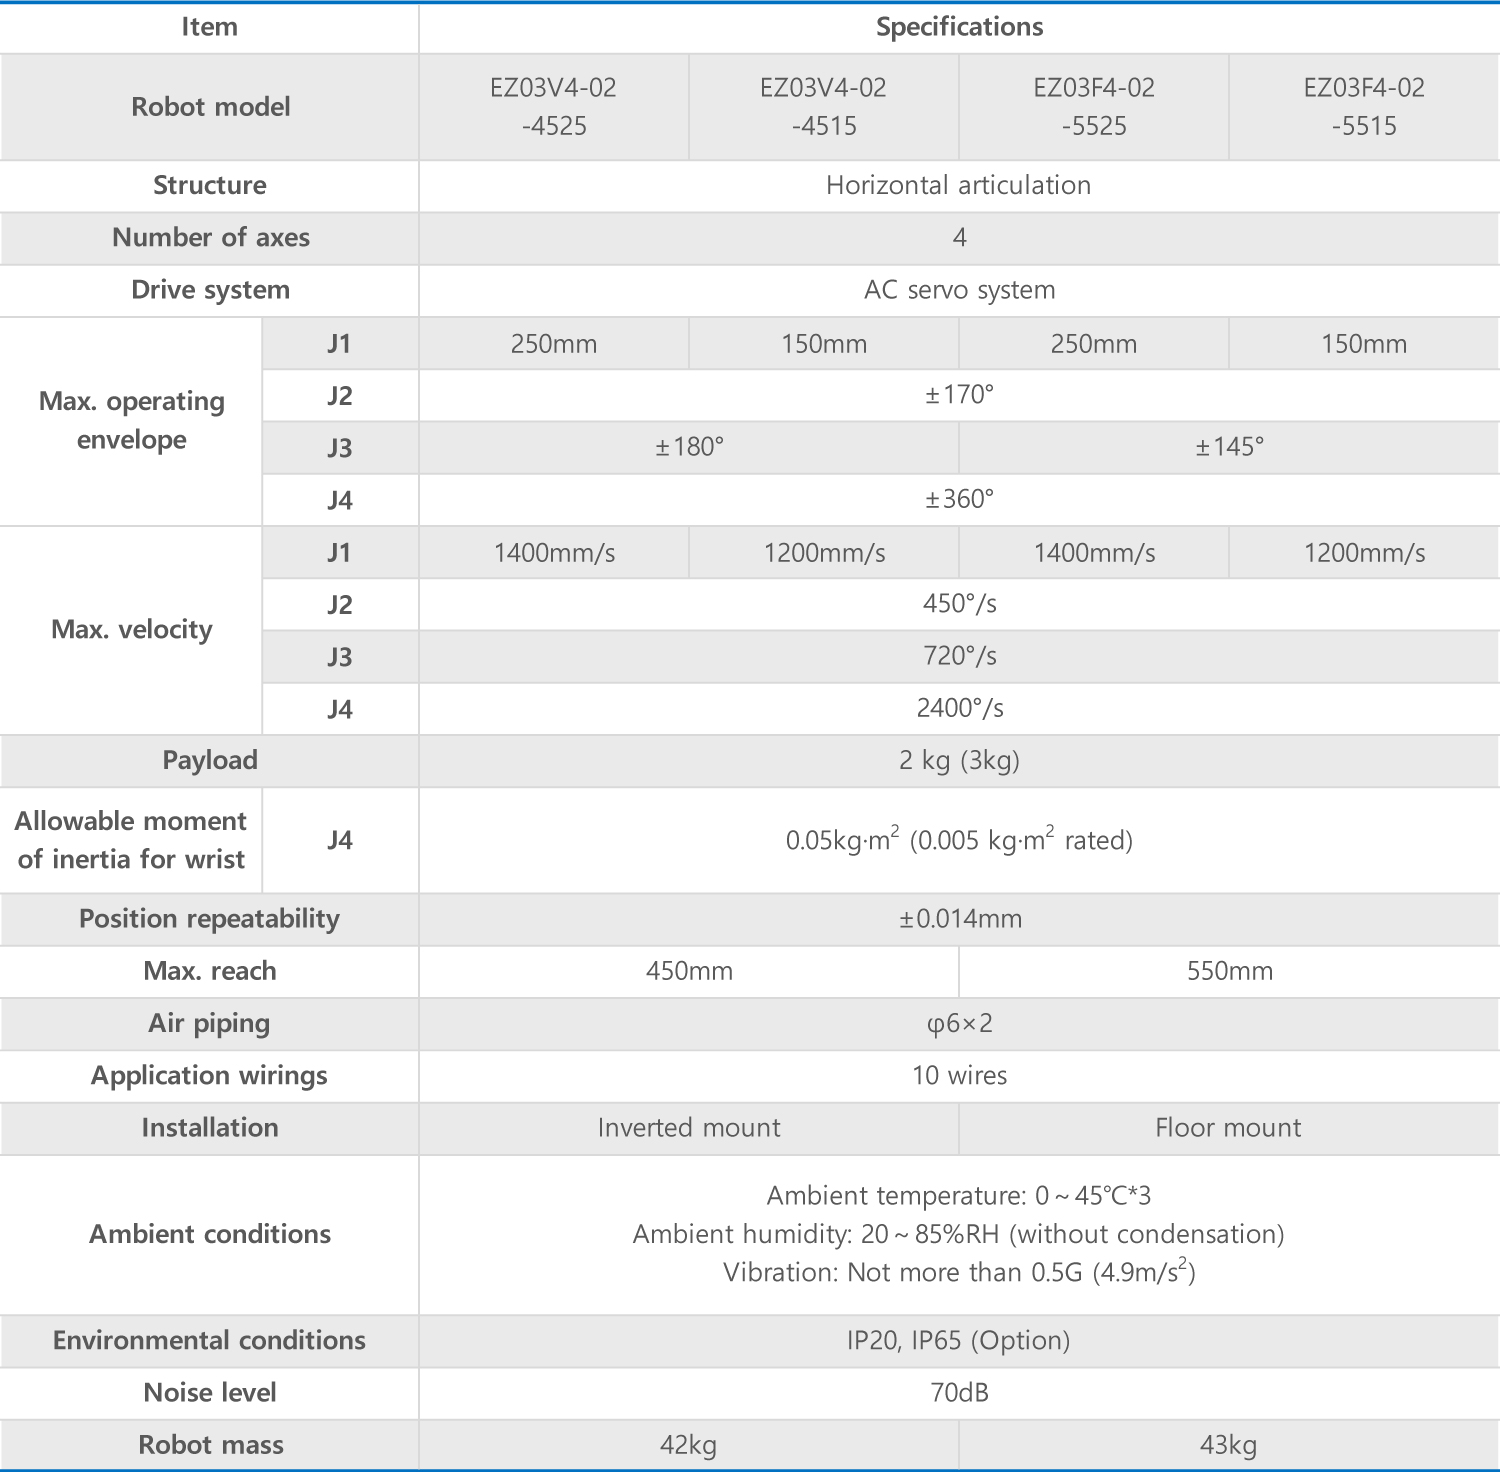 Item Specifications
Robot model EZ03V4-02 EZ03V4-02 EZ03F4-02 EZ03F4-02
-4525 -4515 -5525 -5515
Structure Horizontal articulation
Number of axes 4
Drive system AC servo system
Max. operating
envelope
J1 250mm 150mm 250mm 150mm
J2 ±170°
J3 ±180° ±145°
J4 ±360°
Max. velocity
J1 1400mm/s 1200mm/s 1400mm/s 1200mm/s
J2 450°/s
J3 720°/s
J4 2400°/s
Payload 2 kg (3kg)
Allowable moment
of inertia for wrist
J4 0.05kg·m² (0.005 kg·m² rated)
Position repeatability ±0.014mm
Max. reach 450mm 550mm
Air piping φ6×2
Application wirings 10 wires
Installation Inverted mount Floor mount
Ambient conditions
Ambient temperature: 0~45℃*3
Ambient humidity: 20~85%RH (without condensation)
Vibration: Not more than 0.5G (4.9m/s²)
Environmental conditions IP20, IP65 (Option)
Noise level 70dB
Robot mass 42kg 43kg